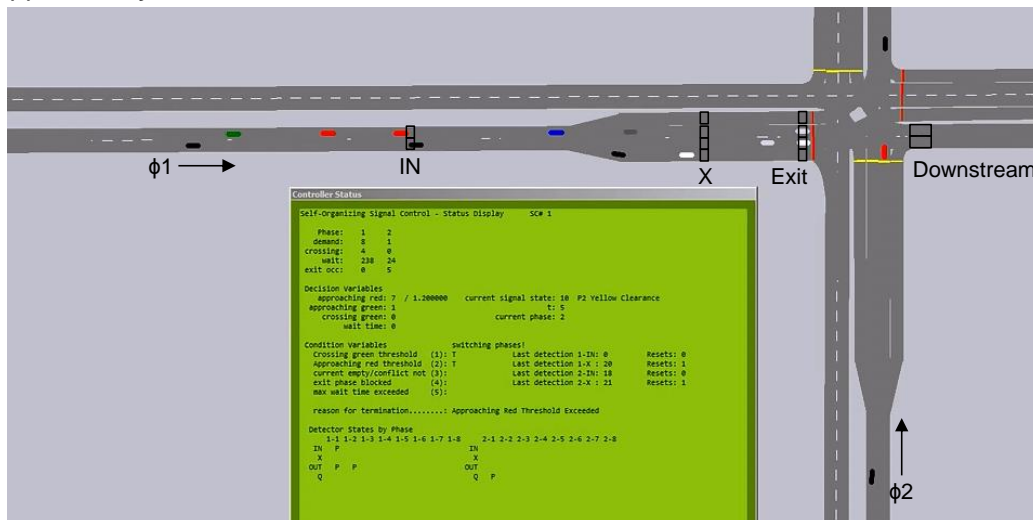 ϕ1
IN
X
Exit
Downstream
ϕ2
Controller Status
Self-Organizing Signal Control - Status Display SC# 1
Phase: 1 2
demand: 8 1
crossing: 4 0
wait: 238 24
exit occ: 0 5
Decision Variables
approaching red: 7 / 1.200000 current signal state: 10 P2 Yellow Clearance
approaching green: 1 t: 5
crossing green: 0 current phase: 2
wait time: 0
Condition Variables switching phases!
Crossing green threshold (1): T Last detection 1-IN: 0 Resets: 0
Approaching red threshold (2): T Last detection 1-X : 20 Resets: 1
current empty/conflict not (3): Last detection 2-IN: 18 Resets: 0
exit phase blocked (4): Last detection 2-X : 21 Resets: 1
max wait time exceeded (5):
reason for termination.......: Approaching Red Threshold Exceeded
Detector States by Phase
1-1 1-2 1-3 1-4 1-5 1-6 1-7 1-8 2-1 2-2 2-3 2-4 2-5 2-6 2-7 2-8
IN P IN
X X
OUT P P OUT
Q Q P